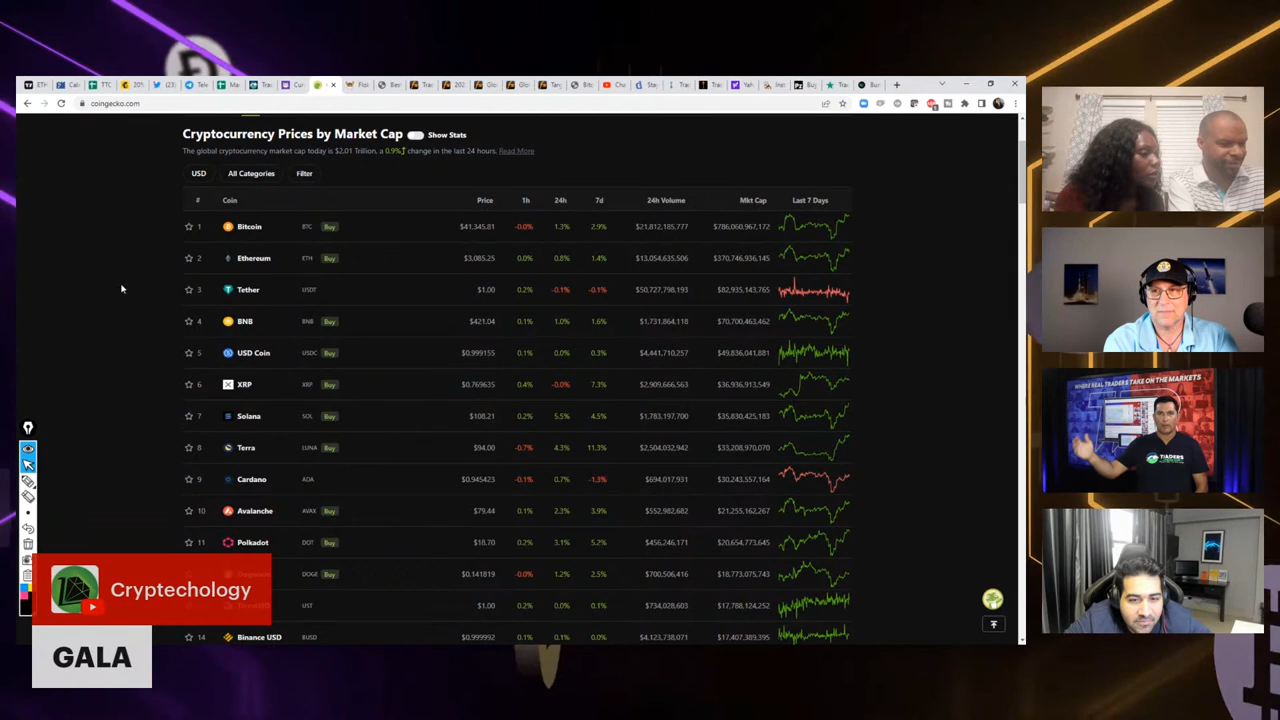 ETH
TTC
coingecko.com
Cryptocurrency Prices by Market Cap Show Stats
The global cryptocurrency market cap today is $2.01 Trillion, a 0.9% change in the last 24 hours. Read More
USD All Categories Filter
# Coin Price 1h 24h 7d 24h Volume Mkt Cap Last 7 Days
1 Bitcoin BTC Buy $41,345.81 -0.0% 1.3% 2.9% $21,812,185,777 $786,060,967,172
2 Ethereum ETH Buy $3,085.25 0.0% 0.8% 1.4% $13,054,635,506 $370,746,936,145
3 Tether USDT $1.00 0.2% -0.1% -0.1% $50,727,798,193 $82,935,143,765
4 BNB BNB Buy $421.04 0.1% 1.0% 1.6% $1,731,864,118 $70,700,463,462
5 USD Coin USDC Buy $0.999155 0.1% 0.0% 0.3% $4,441,710,257 $49,836,041,881
6 XRP XRP Buy $0.769635 0.4% -0.0% 7.3% $2,909,666,563 $36,936,913,549
7 Solana SOL Buy $108.21 0.2% 5.5% 4.5% $1,783,197,700 $35,830,425,183
8 Terra LUNA Buy $94.00 -0.7% 4.3% 11.3% $2,504,032,942 $33,208,970,070
9 Cardano ADA $0.945423 -0.1% 0.7% -1.3% $694,017,931 $30,243,557,164
10 Avalanche AVAX Buy $79.44 0.1% 2.3% 3.9% $552,982,682 $21,255,162,267
11 Polkadot DOT Buy $18.70 0.2% 3.1% 5.2% $456,246,171 $20,654,773,645
DOGE Buy $0.141819 -0.0% 1.2% 2.5% $700,506,416 $18,773,075,743
UST $1.00 0.2% 0.0% 0.1% $734,028,603 $17,788,124,252
14 Binance USD BUSD $0.999992 0.1% 0.1% 0.0% $4,123,738,071 $17,407,389,395
Cryptechology
GALA
WHERE REAL TRADERS TAKE ON THE MARKETS